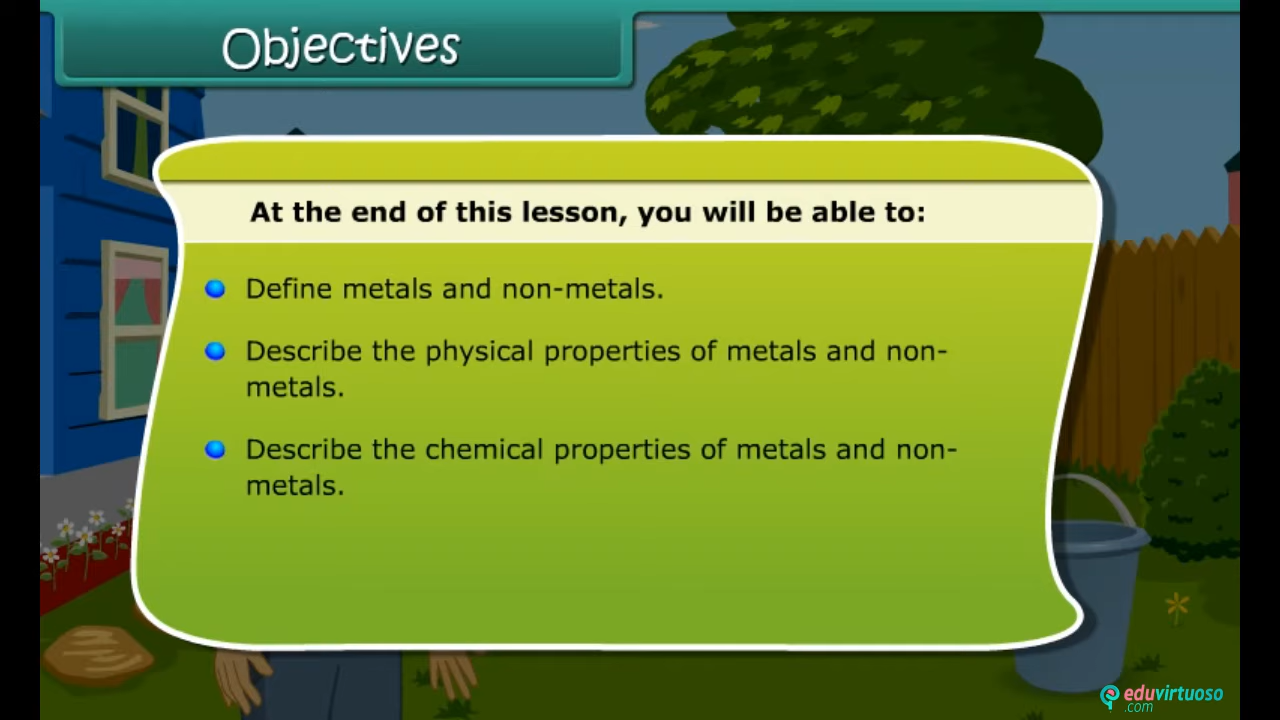 Objectives
At the end of this lesson, you will be able to:
Define metals and non-metals.
Describe the physical properties of metals and non-
metals.
Describe the chemical properties of metals and non-
metals.
eduvirtuoso
.com